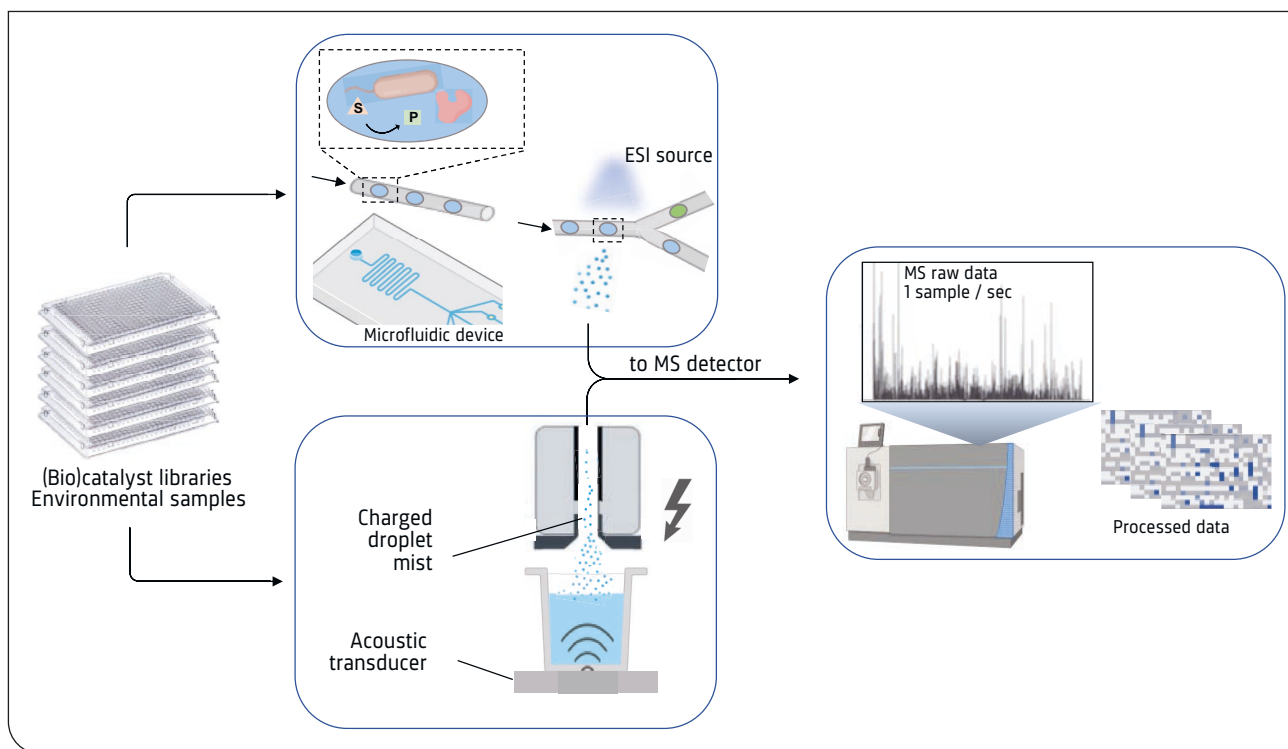 S
P
ESI source
Microfluidic device
(Bio)catalyst libraries
Environmental samples
to MS detector
MS raw data
1 sample / sec
Processed data
Charged
droplet
mist
Acoustic
transducer